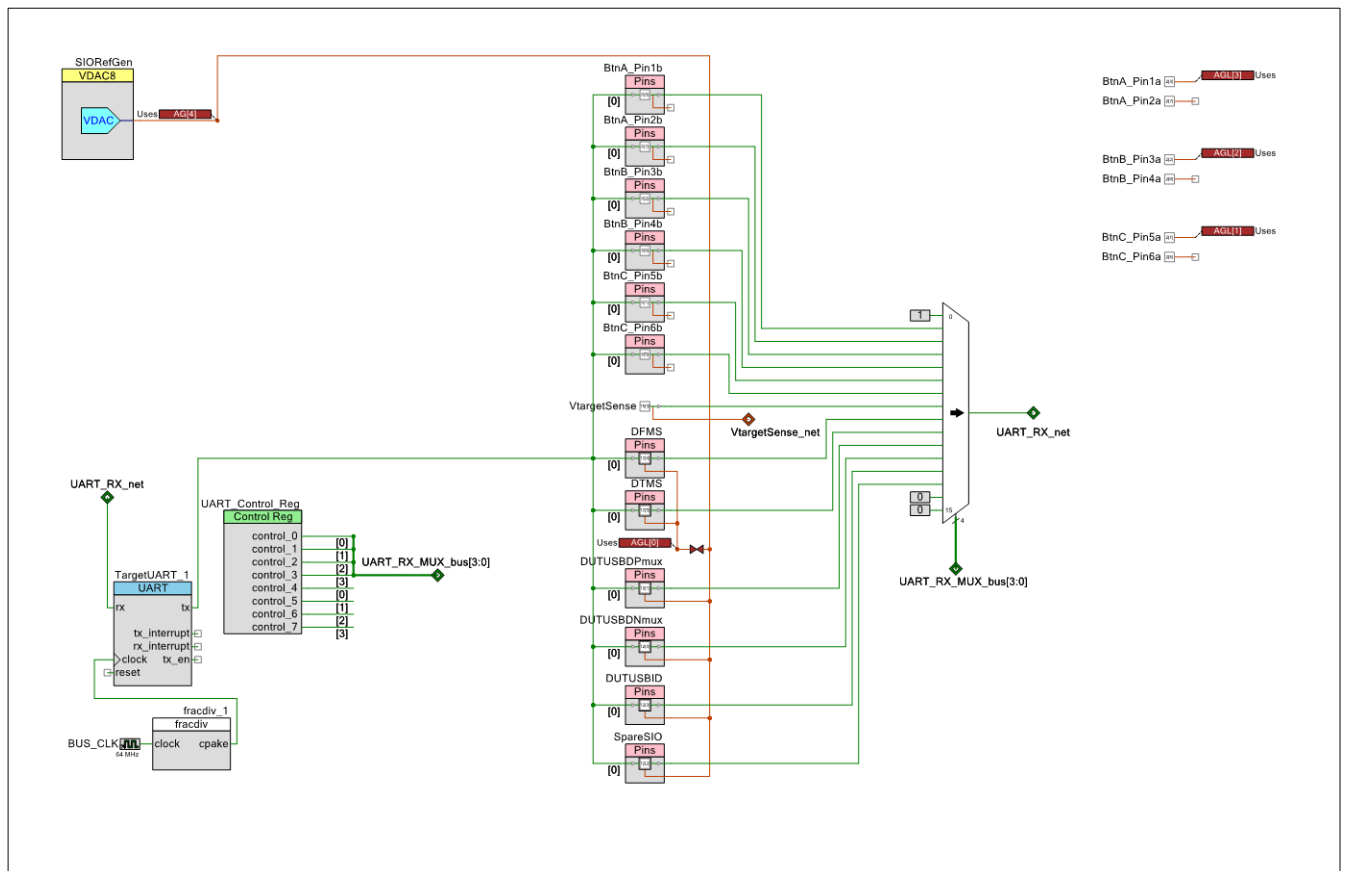 SIORefGen
VDAC8
VDAC
Uses AG[4]
BtnA_Pin1b
Pins
[0]
BtnA_Pin2b
Pins
[0]
BtnB_Pin3b
Pins
[0]
BtnB_Pin4b
Pins
[0]
BtnC_Pin5b
Pins
[0]
BtnC_Pin6b
Pins
[0]
VtargetSense
VtargetSense_net
DFMS
Pins
[0]
DTMS
Pins
[0]
Uses AGL[0]
DUTUSBDPmux
Pins
[0]
DUTUSBDNmux
Pins
[0]
DUTUSBID
Pins
[0]
SpareSIO
Pins
[0]
BtnA_Pin1a AGL[3] Uses
BtnA_Pin2a
BtnB_Pin3a AGL[2] Uses
BtnB_Pin4a
BtnC_Pin5a AGL[1] Uses
BtnC_Pin6a
1 0
UART_RX_net
0
0 15
4
UART_RX_MUX_bus[3:0]
UART_RX_net
UART_Control_Reg
Control Reg
control_0
[0]
control_1
[1]
control_2
[2]
control_3
[3]
control_4
[0]
control_5
[1]
control_6
[2]
control_7
[3]
UART_RX_MUX_bus[3:0]
TargetUART_1
UART
rx tx
tx_interrupt
rx_interrupt
clock tx_en
reset
fracdiv_1
fracdiv
BUS_CLK clock cpake
64 MHz